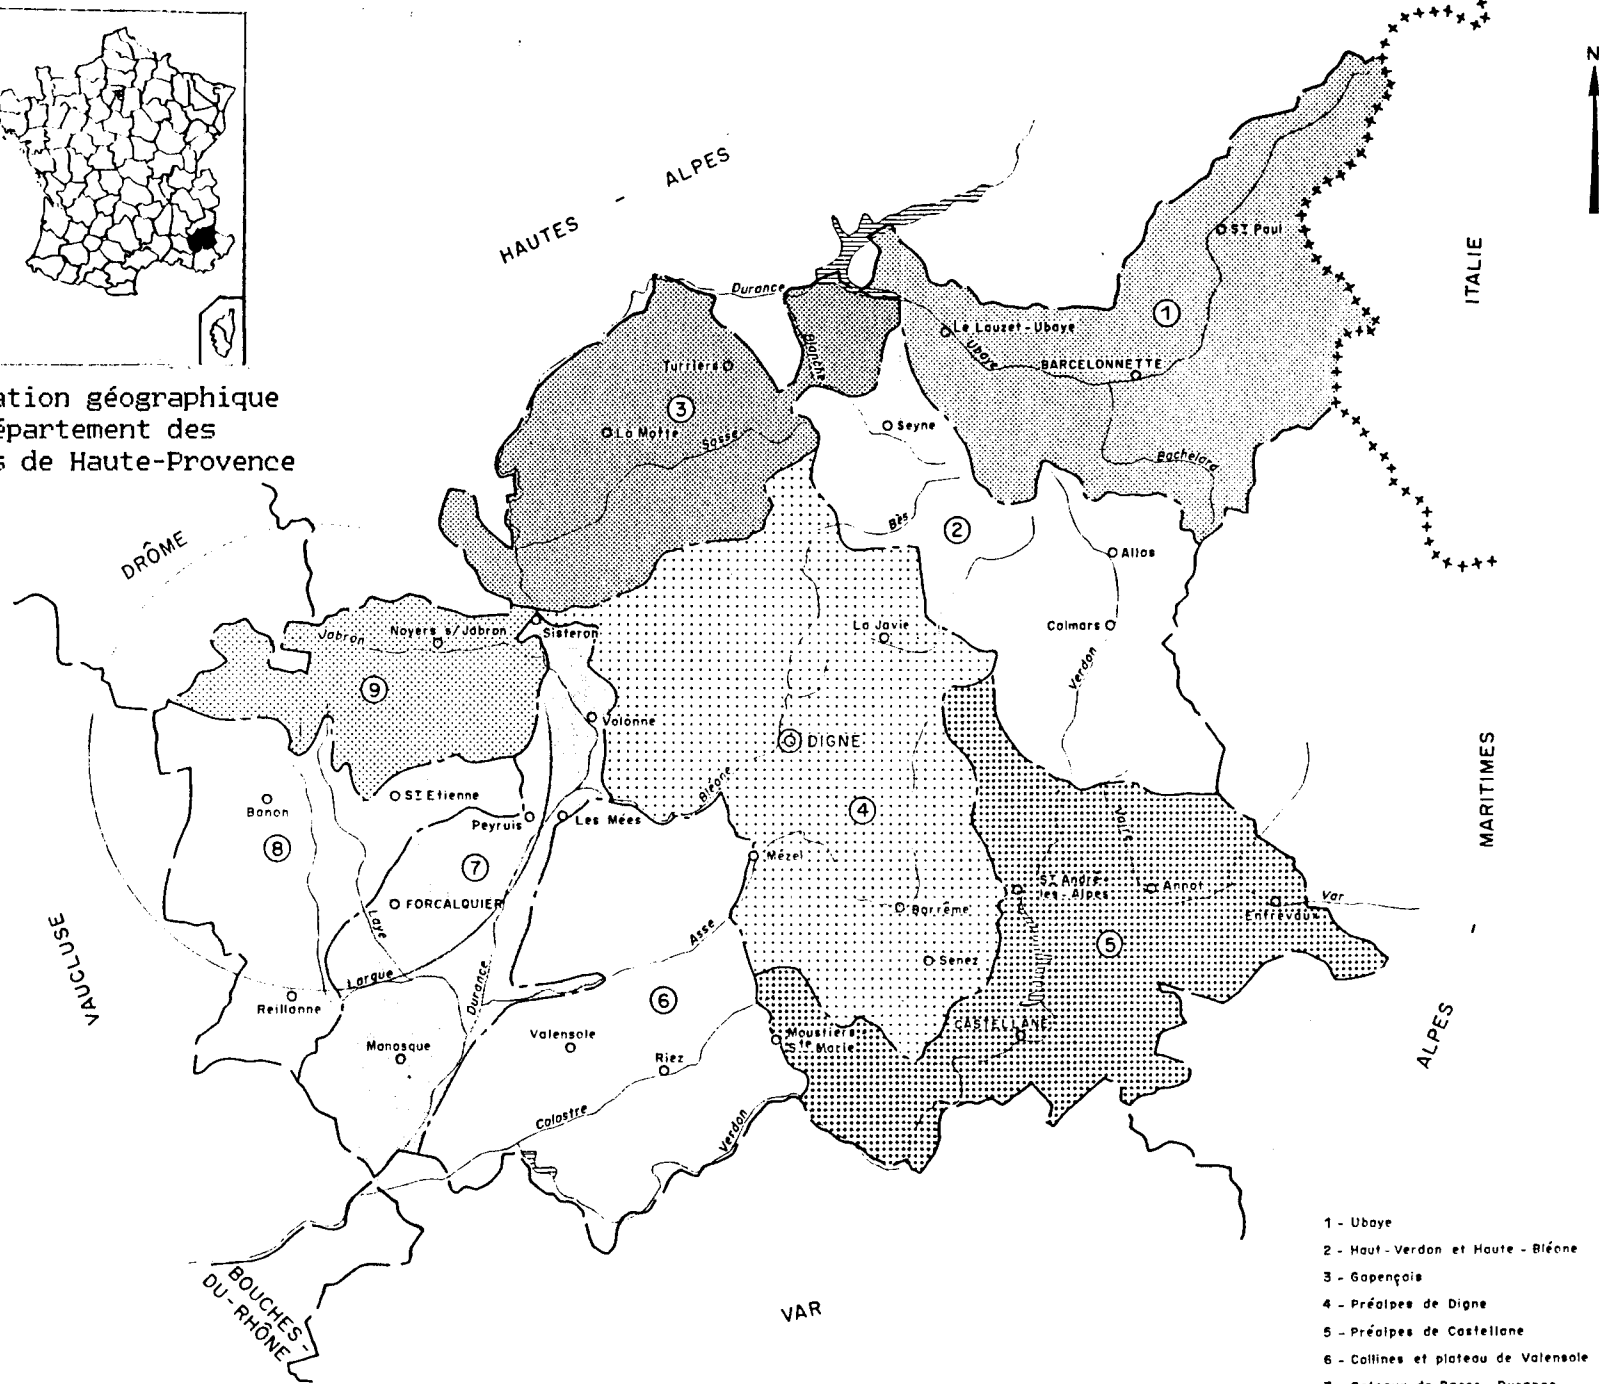 ation géographique
épartement des
s de Haute-Provence
N
HAUTES - ALPES
ITALIE
DRÔME
VAUCLUSE
BOUCHES-
DU-RHÔNE
VAR
ALPES - MARITIMES
St Paul
1
Durance
Le Lauzet-Ubaye
Ubaye
BARCELONNETTE
Blanche
Turriers
3
La Motte
Sasse
Seyne
Bachelard
Bès
2
Allos
Colmars
Verdon
La Javie
Jabron
Noyers s/Jabron
Sisteron
9
Volonne
DIGNE
Bléone
4
St Etienne
Banon
8
Peyruis
Les Mées
7
Mézel
FORCALQUIER
Laye
Largue
Durance
Asse
Barrême
Senez
St André-
les-Alpes
Annot
Entrevaux
Var
5
Reillanne
6
Manosque
Valensole
Riez
Moustiers
Ste Marie
CASTELLANE
Colostre
Verdon
1 - Ubaye
2 - Haut-Verdon et Haute-Bléone
3 - Gapençais
4 - Préalpes de Digne
5 - Préalpes de Castellane
6 - Collines et plateau de Valensole